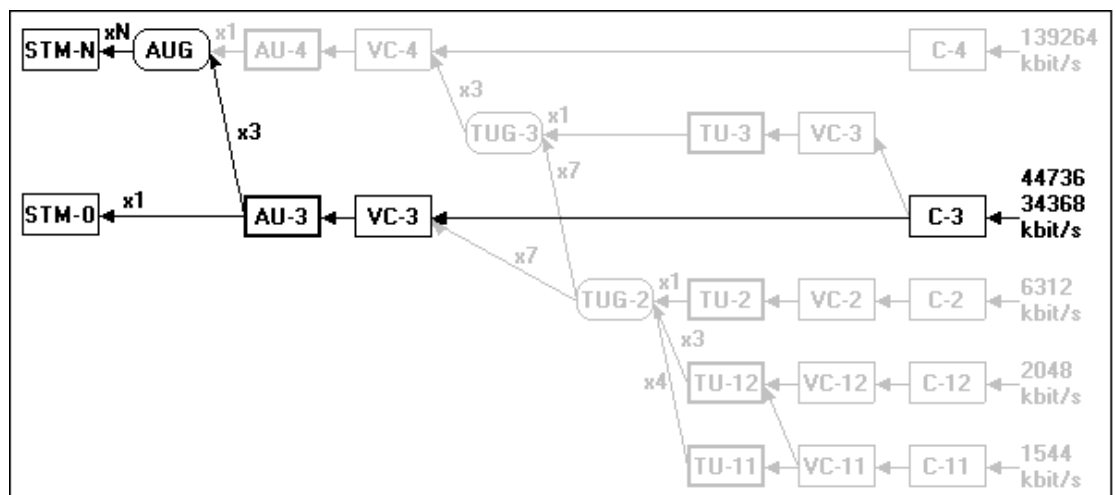 STM-N
xN
AUG
x1
AU-4
VC-4
C-4
139264
kbit/s
x3
TUG-3
x1
TU-3
VC-3
x3
x7
STM-0
x1
AU-3
VC-3
C-3
44736
34368
kbit/s
x7
TUG-2
x1
TU-2
VC-2
C-2
6312
kbit/s
x3
TU-12
VC-12
C-12
2048
kbit/s
x4
TU-11
VC-11
C-11
1544
kbit/s